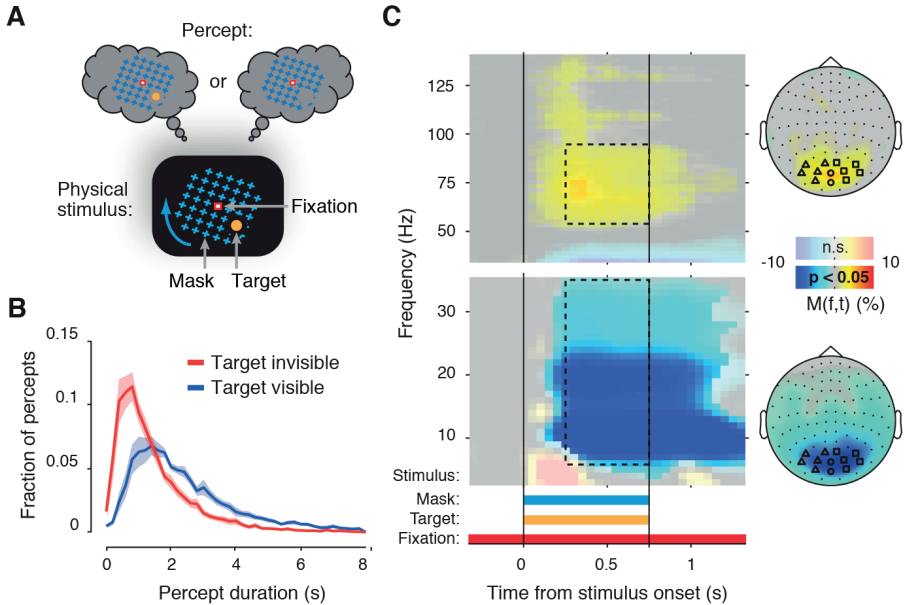 A
Percept:
or
Physical
stimulus:
Fixation
Mask
Target
B
0.15
0.1
0.05
0
Fraction of percepts
Target invisible
Target visible
0
2
4
6
8
Percept duration (s)
C
Frequency (Hz)
125
100
75
50
30
20
10
Stimulus:
Mask:
Target:
Fixation:
0
0.5
1
Time from stimulus onset (s)
-10
n.s.
10
p < 0.05
M(f,t) (%)